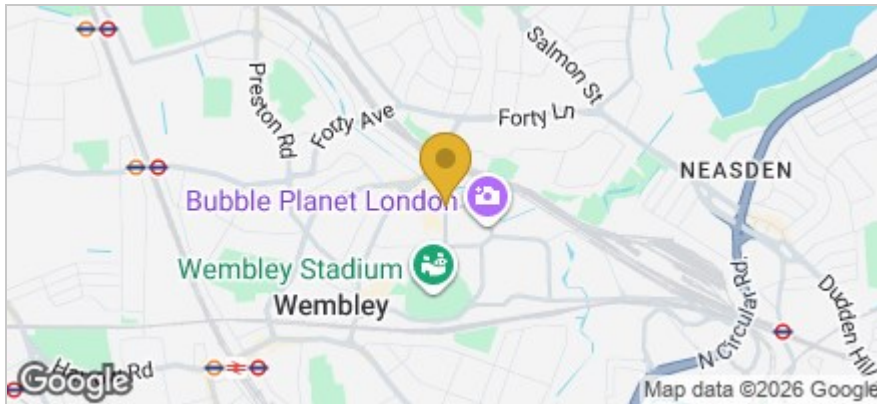 Salmon St
Preston Rd
Forty Ave
Forty Ln
NEASDEN
Bubble Planet London
Wembley Stadium
Wembley
N Circular Rd
Dudden Hill
Rd
Google
Map data ©2026 Google